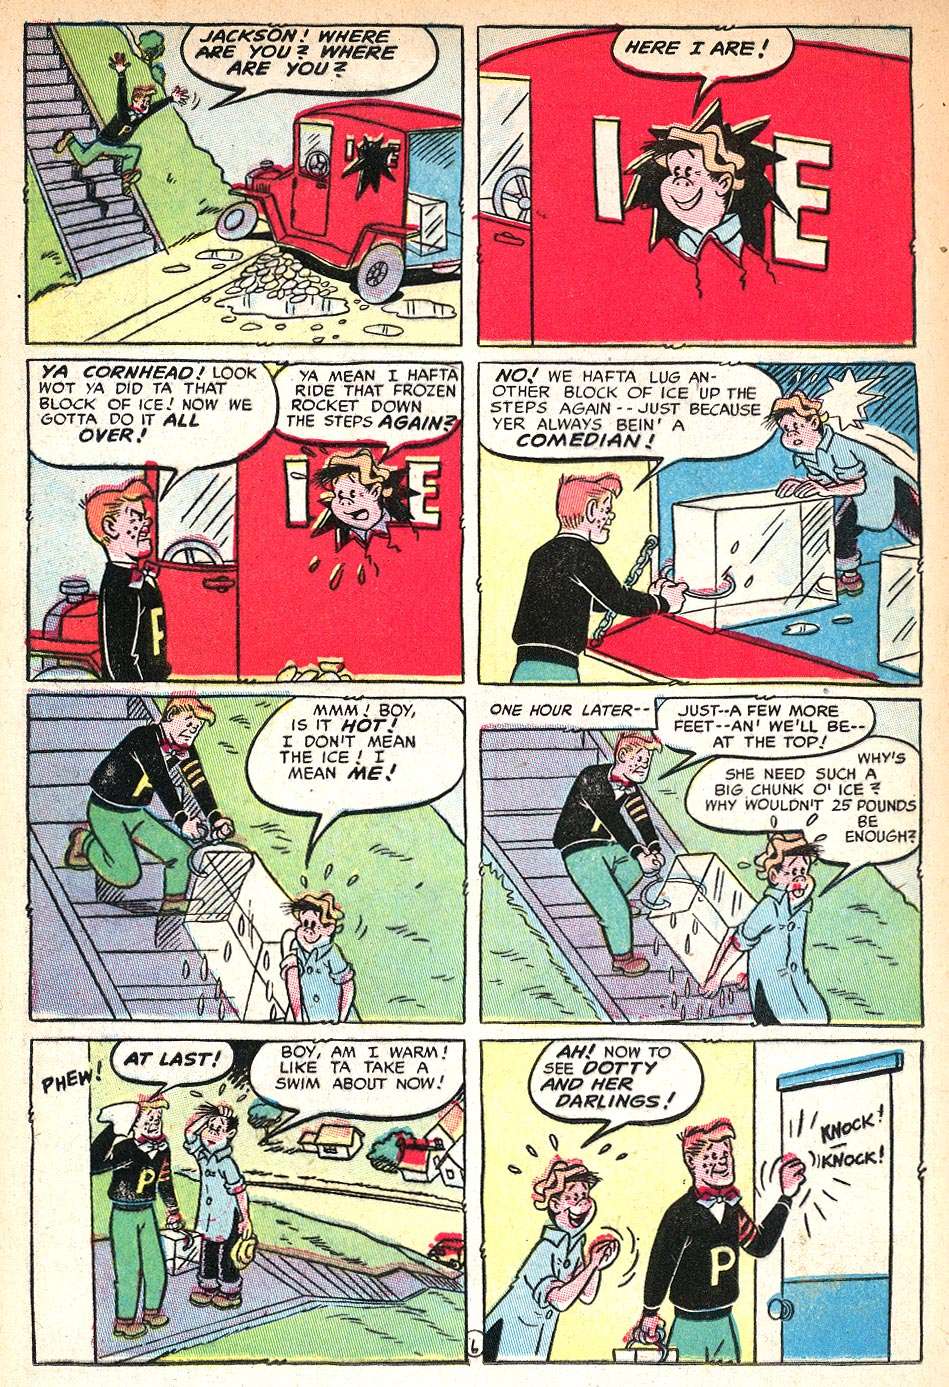 JACKSON! WHERE
ARE YOU? WHERE
ARE YOU?
P
I E
HERE I ARE!
I E
YA CORNHEAD! LOOK
WOT YA DID TA THAT
BLOCK OF ICE! NOW WE
GOTTA DO IT ALL
OVER!
YA MEAN I HAFTA
RIDE THAT FROZEN
ROCKET DOWN
THE STEPS AGAIN?
I E
P
NO! WE HAFTA LUG AN-
OTHER BLOCK OF ICE UP THE
STEPS AGAIN -- JUST BECAUSE
YER ALWAYS BEIN' A
COMEDIAN!
MMM! BOY,
IS IT HOT!
I DON'T MEAN
THE ICE! I
MEAN ME!
ONE HOUR LATER--
JUST--A FEW MORE
FEET--AN' WE'LL BE--
AT THE TOP!
WHY'S
SHE NEED SUCH A
BIG CHUNK O' ICE?
WHY WOULDN'T 25 POUNDS
BE
ENOUGH?
PHEW!
AT LAST!
BOY, AM I WARM!
LIKE TA TAKE A
SWIM ABOUT NOW!
P
AH! NOW TO
SEE DOTTY
AND HER
DARLINGS!
KNOCK!
KNOCK!
P
6